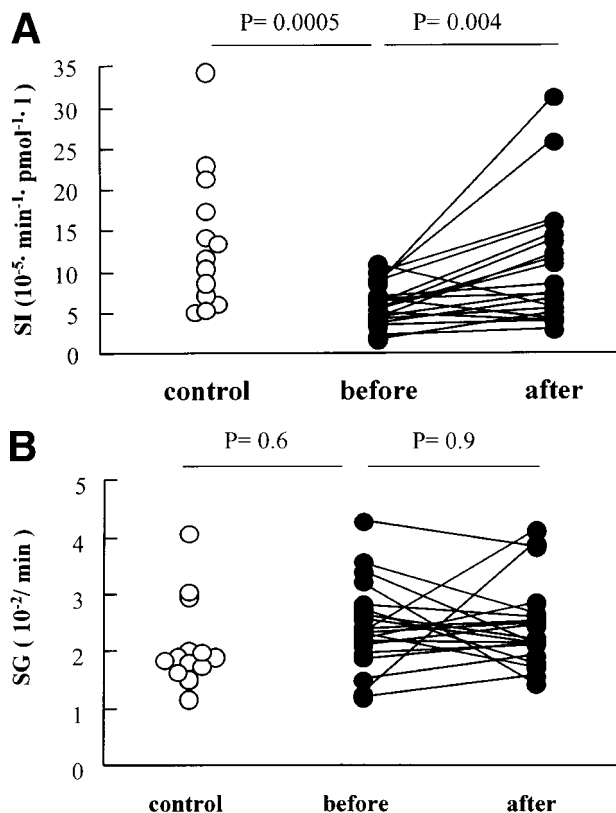 A
P= 0.0005 P= 0.004
SI (10⁻⁵· min⁻¹· pmol⁻¹· l)
35
30
25
20
15
10
5
0
control before after
B
P= 0.6 P= 0.9
SG ( 10⁻²/ min )
5
4
3
2
1
0
control before after